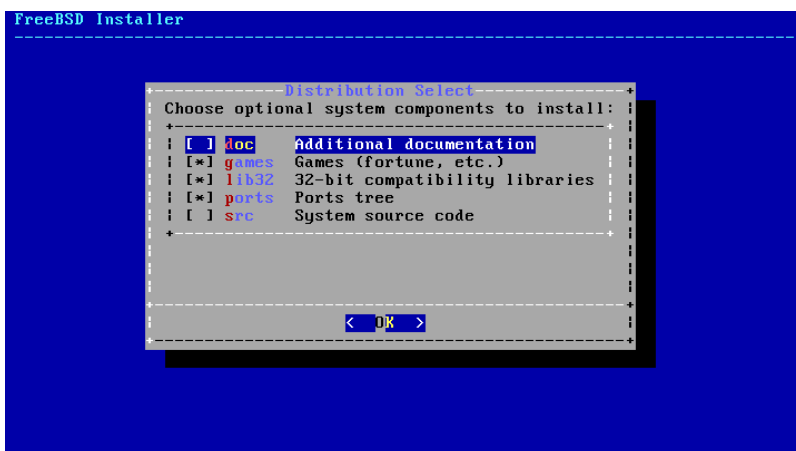 FreeBSD Installer
Distribution Select
Choose optional system components to install:
[ ] doc Additional documentation
[*] games Games (fortune, etc.)
[*] lib32 32-bit compatibility libraries
[*] ports Ports tree
[ ] src System source code
< OK >